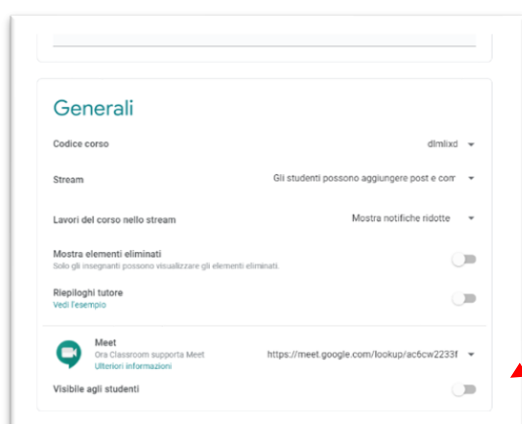 Generali
Codice corso
dlmlixd
Stream
Gli studenti possono aggiungere post e com
Lavori del corso nello stream
Mostra notifiche ridotte
Mostra elementi eliminati
Solo gli insegnanti possono visualizzare gli elementi eliminati.
Riepiloghi tutore
Vedi l'esempio
Meet
Ora Classroom supporta Meet
https://meet.google.com/lookup/ac6cw2233f
Ulteriori informazioni
Visibile agli studenti